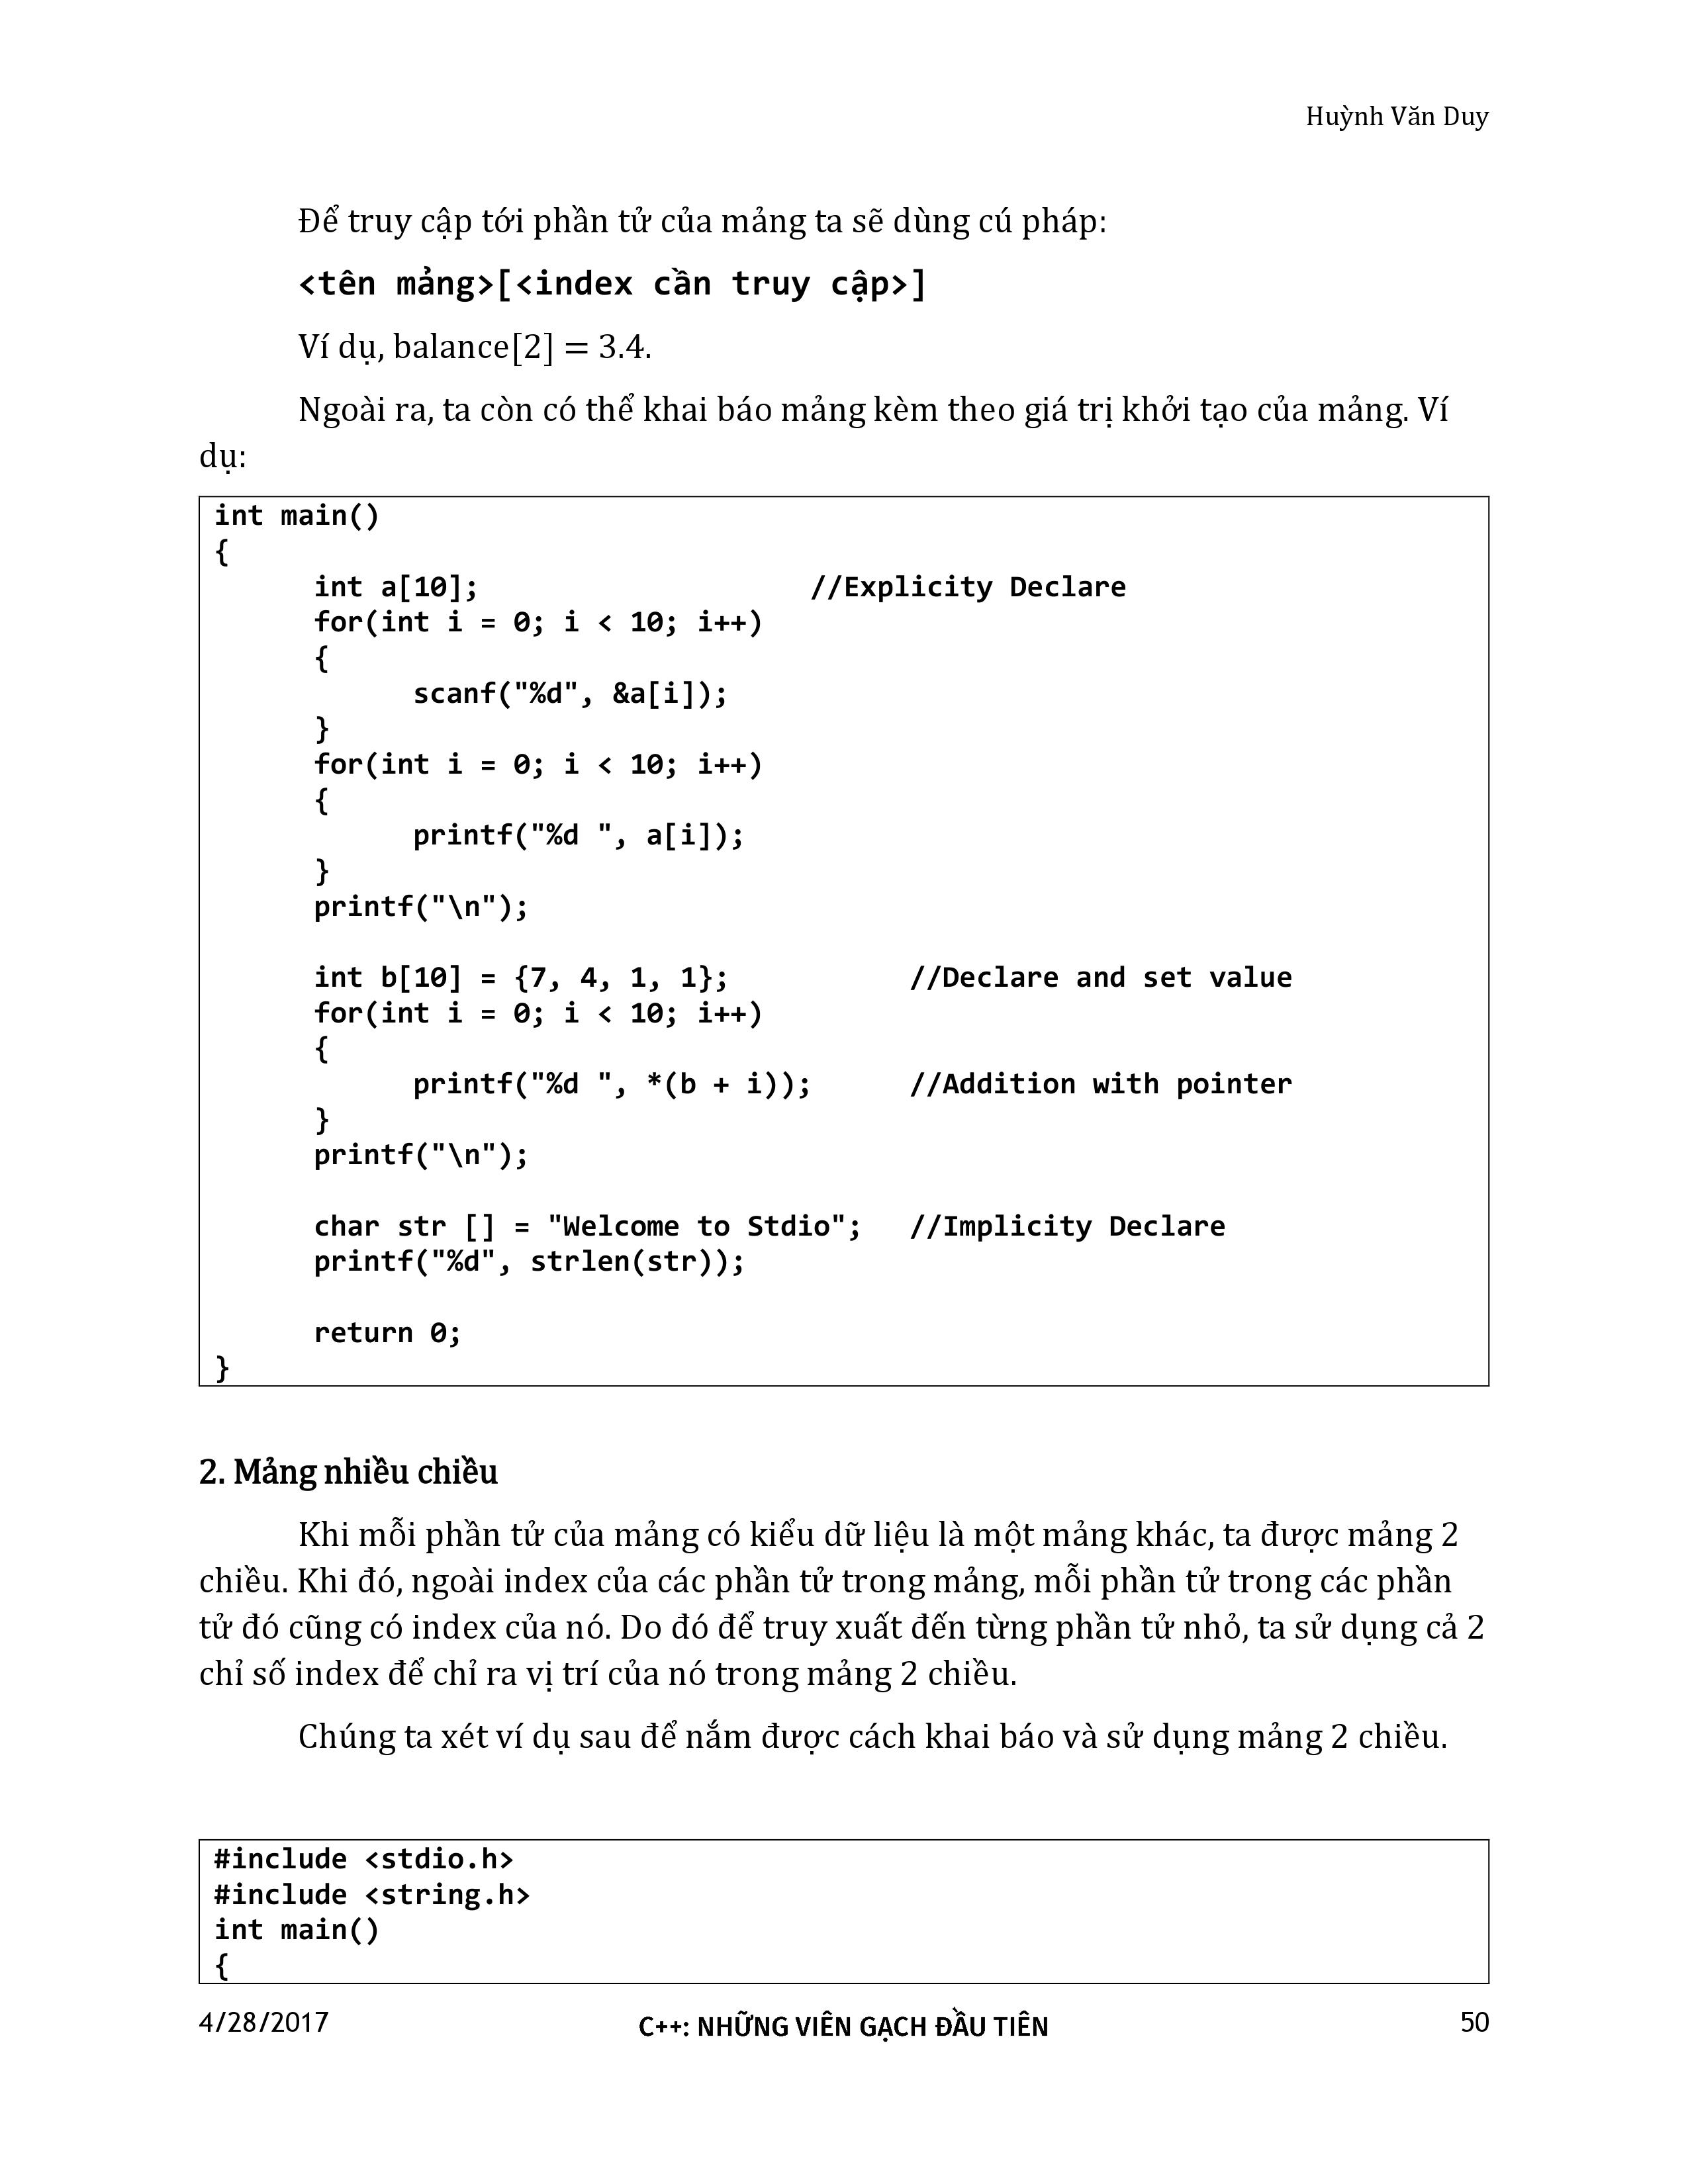 Huỳnh Văn Duy
Để truy cập tới phần tử của mảng ta sẽ dùng cú pháp:
<tên mảng>[<index cần truy cập>]
Ví dụ, balance[2] = 3.4.
Ngoài ra, ta còn có thể khai báo mảng kèm theo giá trị khởi tạo của mảng. Ví
dụ:
int main()
{
int a[10]; //Explicity Declare
for(int i = 0; i < 10; i++)
{
scanf("%d", &a[i]);
}
for(int i = 0; i < 10; i++)
{
printf("%d ", a[i]);
}
printf("\n");
int b[10] = {7, 4, 1, 1}; //Declare and set value
for(int i = 0; i < 10; i++)
{
printf("%d ", *(b + i)); //Addition with pointer
}
printf("\n");
char str [] = "Welcome to Stdio"; //Implicity Declare
printf("%d", strlen(str));
return 0;
}
2. Mảng nhiều chiều
Khi mỗi phần tử của mảng có kiểu dữ liệu là một mảng khác, ta được mảng 2
chiều. Khi đó, ngoài index của các phần tử trong mảng, mỗi phần tử trong các phần
tử đó cũng có index của nó. Do đó để truy xuất đến từng phần tử nhỏ, ta sử dụng cả 2
chỉ số index để chỉ ra vị trí của nó trong mảng 2 chiều.
Chúng ta xét ví dụ sau để nắm được cách khai báo và sử dụng mảng 2 chiều.
#include <stdio.h>
#include <string.h>
int main()
{
4/28/2017 C++: NHỮNG VIÊN GẠCH ĐẦU TIÊN 50